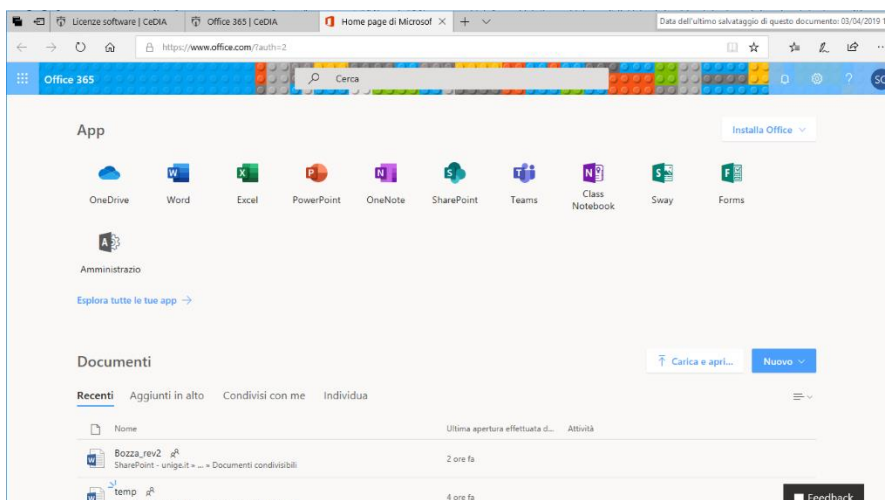 Licenze software | CeDIA
Office 365 | CeDIA
Home page di Microsof
Data dell'ultimo salvataggio di questo documento: 03/04/2019 1
https://www.office.com/?auth=2
Office 365
Cerca
App
Installa Office
OneDrive
Word
Excel
PowerPoint
OneNote
SharePoint
Teams
Class
Notebook
Sway
Forms
Amministrazio
Esplora tutte le tue app
Documenti
Carica e apri...
Nuovo
Recenti
Aggiunti in alto
Condivisi con me
Individua
Nome
Ultima apertura effettuata d...
Attività
Bozza_rev2
SharePoint - unige.it » ... » Documenti condivisibili
2 ore fa
temp
4 ore fa
Feedback